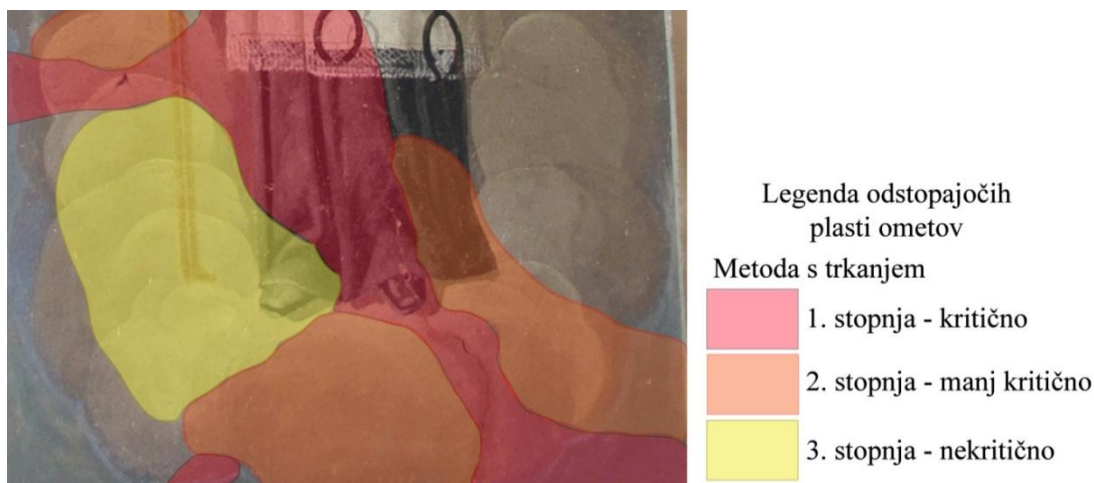 Legenda odstopajočih
plasti ometov
Metoda s trkanjem
1. stopnja - kritično
2. stopnja - manj kritično
3. stopnja - nekritično